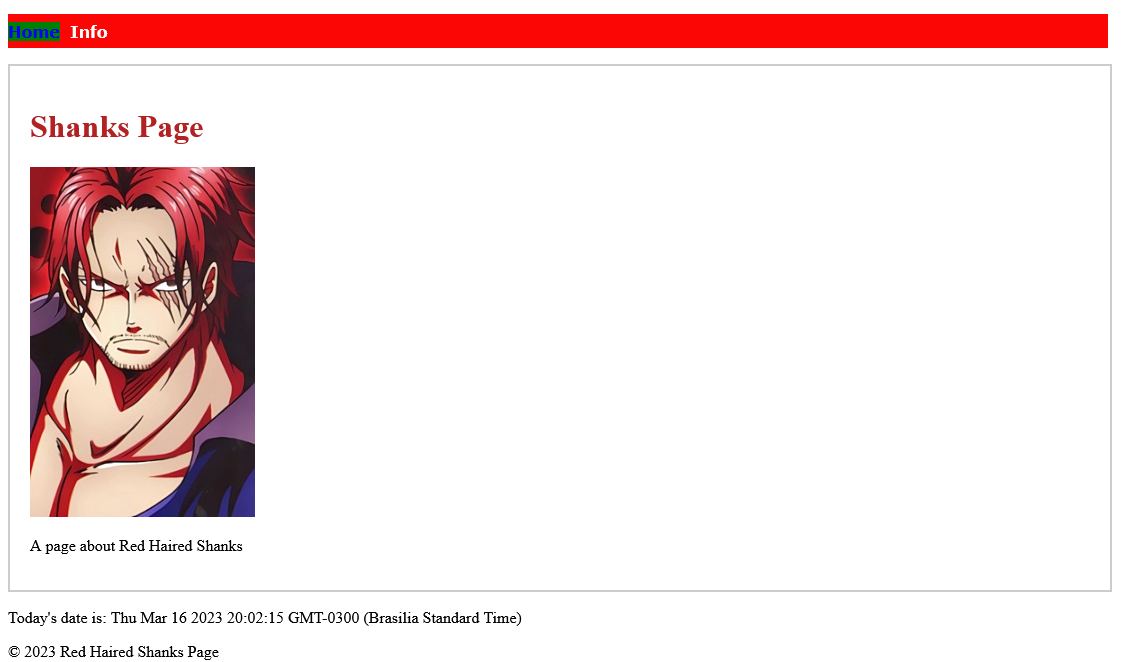 Home Info
Shanks Page
A page about Red Haired Shanks
Today's date is: Thu Mar 16 2023 20:02:15 GMT-0300 (Brasilia Standard Time)
© 2023 Red Haired Shanks Page